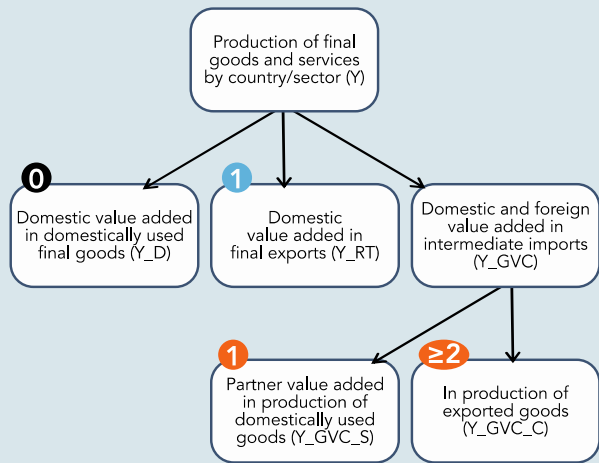 Production of final
goods and services
by country/sector (Y)
0
Domestic value added
in domestically used
final goods (Y_D)
1
Domestic
value added in
final exports (Y_RT)
Domestic and foreign
value added in
intermediate imports
(Y_GVC)
1
Partner value added
in production of
domestically used
goods (Y_GVC_S)
≥2
In production of
exported goods
(Y_GVC_C)